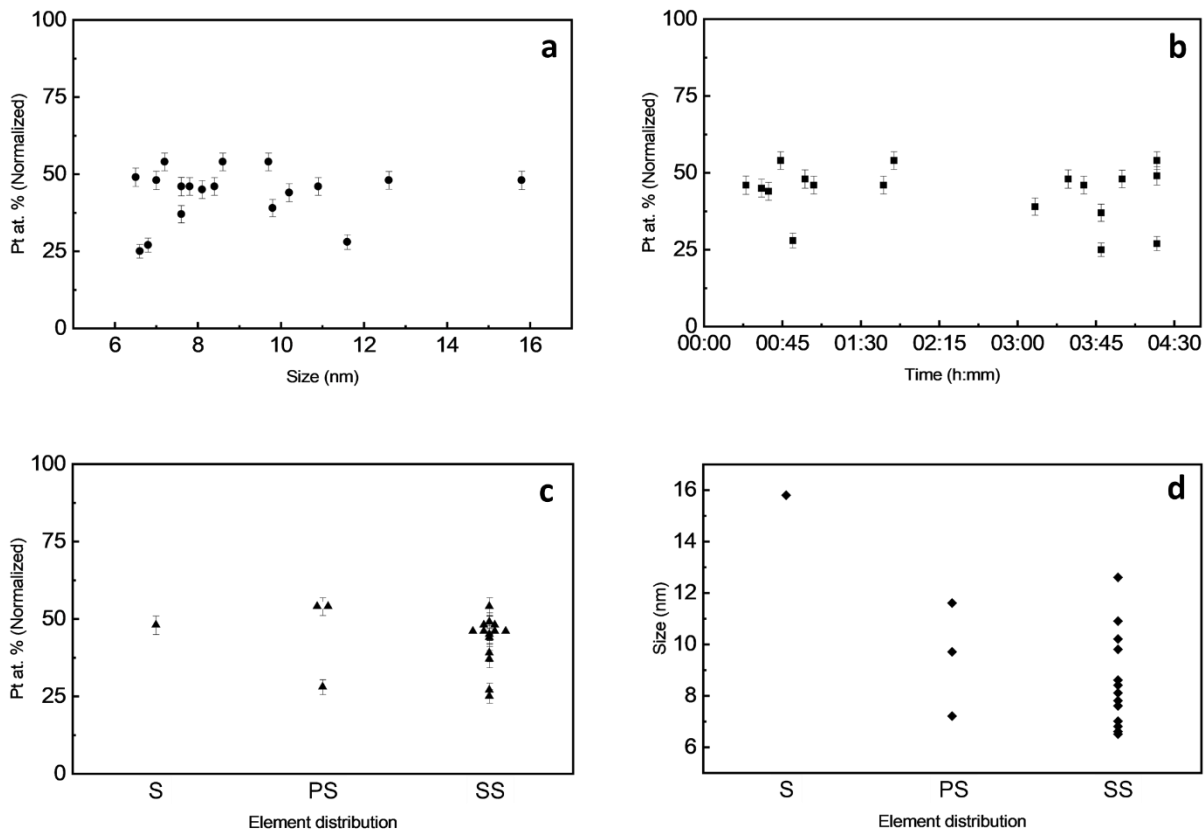 100
75
50
25
0
Pt at. % (Normalized)
a
6 8 10 12 14 16
Size (nm)
100
75
50
25
0
Pt at. % (Normalized)
b
00:00 00:45 01:30 02:15 03:00 03:45 04:30
Time (h:mm)
100
75
50
25
0
Pt at. % (Normalized)
c
S PS SS
Element distribution
16
14
12
10
8
6
Size (nm)
d
S PS SS
Element distribution